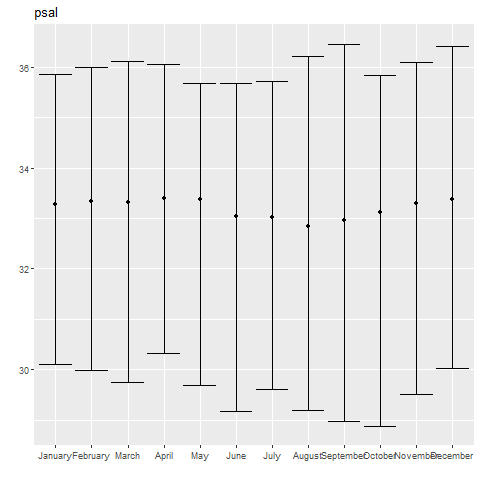 psal
36
34
32
30
January February March April May June July August September October November December